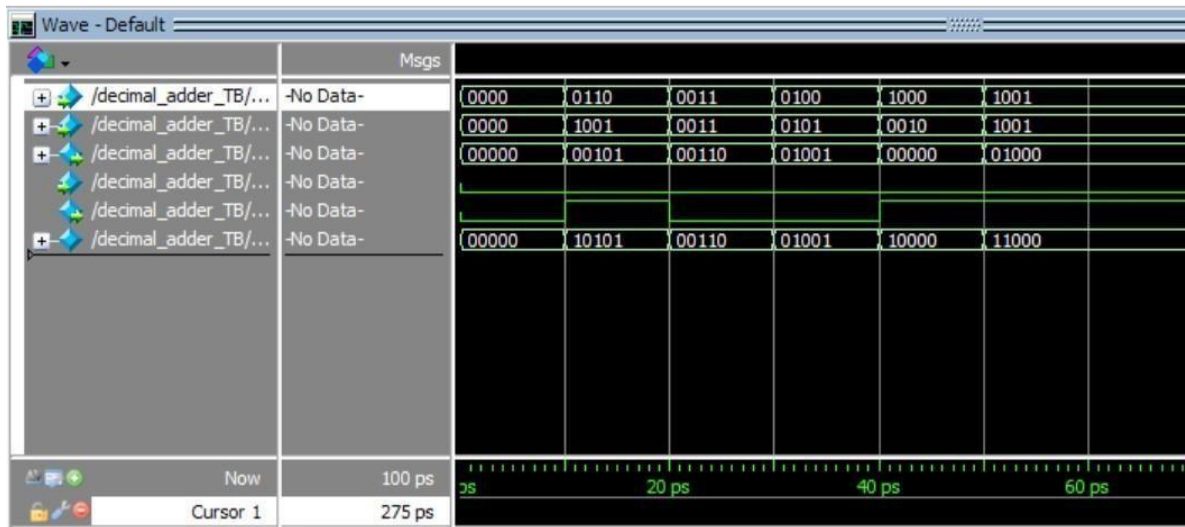 Wave - Default
Msgs
/decimal_adder_TB/... -No Data- 0000 0110 0011 0100 1000 1001
/decimal_adder_TB/... -No Data- 0000 1001 0011 0101 0010 1001
/decimal_adder_TB/... -No Data- 00000 00101 00110 01001 00000 01000
/decimal_adder_TB/... -No Data-
/decimal_adder_TB/... -No Data-
/decimal_adder_TB/... -No Data- 00000 10101 00110 01001 10000 11000
Now 100 ps ps 20 ps 40 ps 60 ps
Cursor 1 275 ps